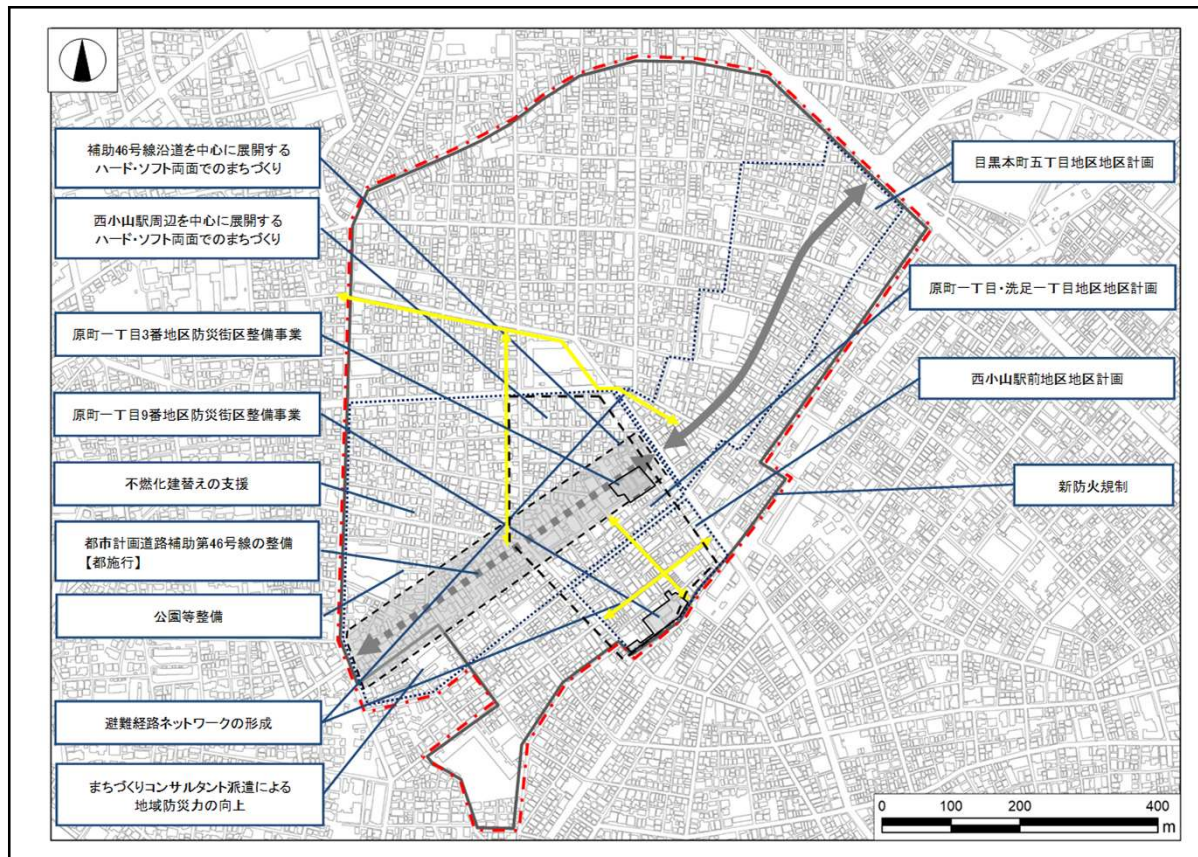 補助46号線沿道を中心に展開する
ハード・ソフト両面でのまちづくり
西小山駅周辺を中心に展開する
ハード・ソフト両面でのまちづくり
原町一丁目3番地区防災街区整備事業
原町一丁目9番地区防災街区整備事業
不燃化建替えの支援
都市計画道路補助第46号線の整備
【都施行】
公園等整備
避難経路ネットワークの形成
まちづくりコンサルタント派遣による
地域防災力の向上
目黒本町五丁目地区地区計画
原町一丁目・洗足一丁目地区地区計画
西小山駅前地区地区計画
新防火規制
0 100 200 400
m